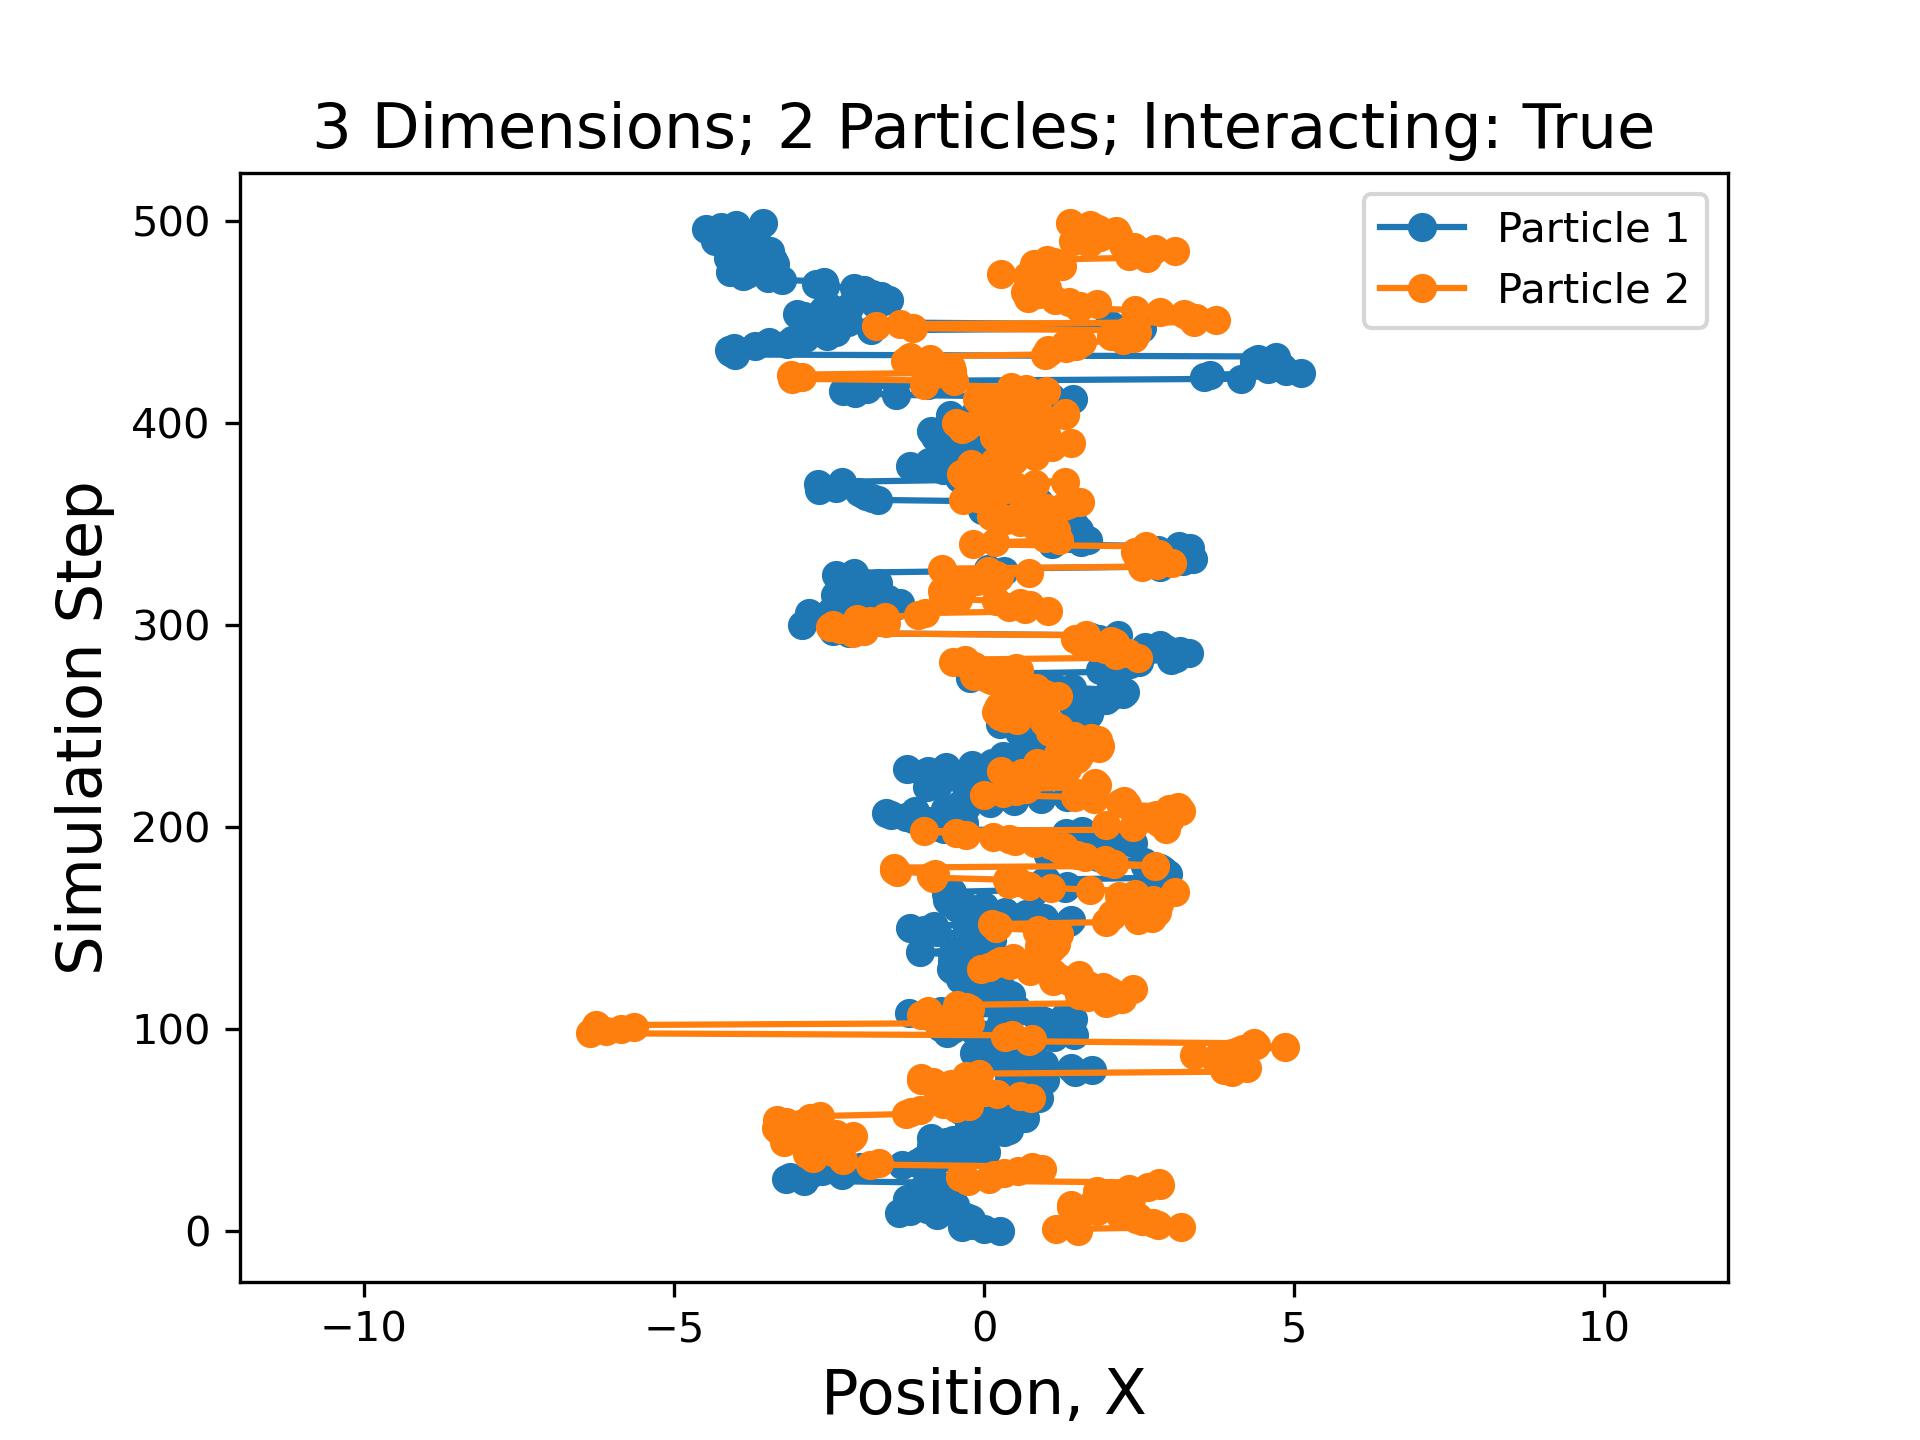 3 Dimensions; 2 Particles; Interacting: True
Particle 1
Particle 2
Simulation Step
500
400
300
200
100
0
−10
−5
0
5
10
Position, X